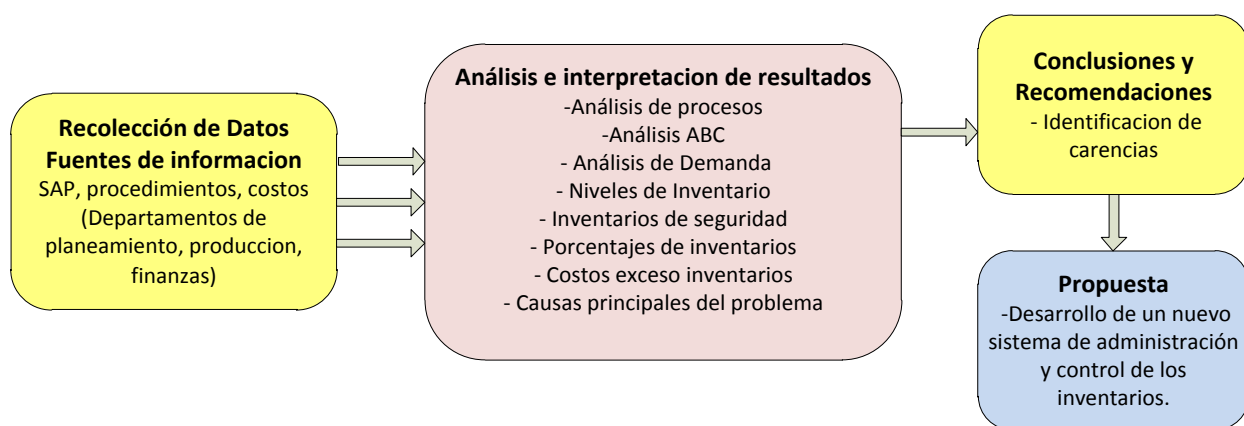 Recolección de Datos
Fuentes de informacion
SAP, procedimientos, costos
(Departamentos de
planeamiento, produccion,
finanzas)
Análisis e interpretacion de resultados
-Análisis de procesos
-Análisis ABC
- Análisis de Demanda
- Niveles de Inventario
- Inventarios de seguridad
- Porcentajes de inventarios
- Costos exceso inventarios
- Causas principales del problema
Conclusiones y
Recomendaciones
- Identificacion de
carencias
Propuesta
-Desarrollo de un nuevo
sistema de administración
y control de los
inventarios.